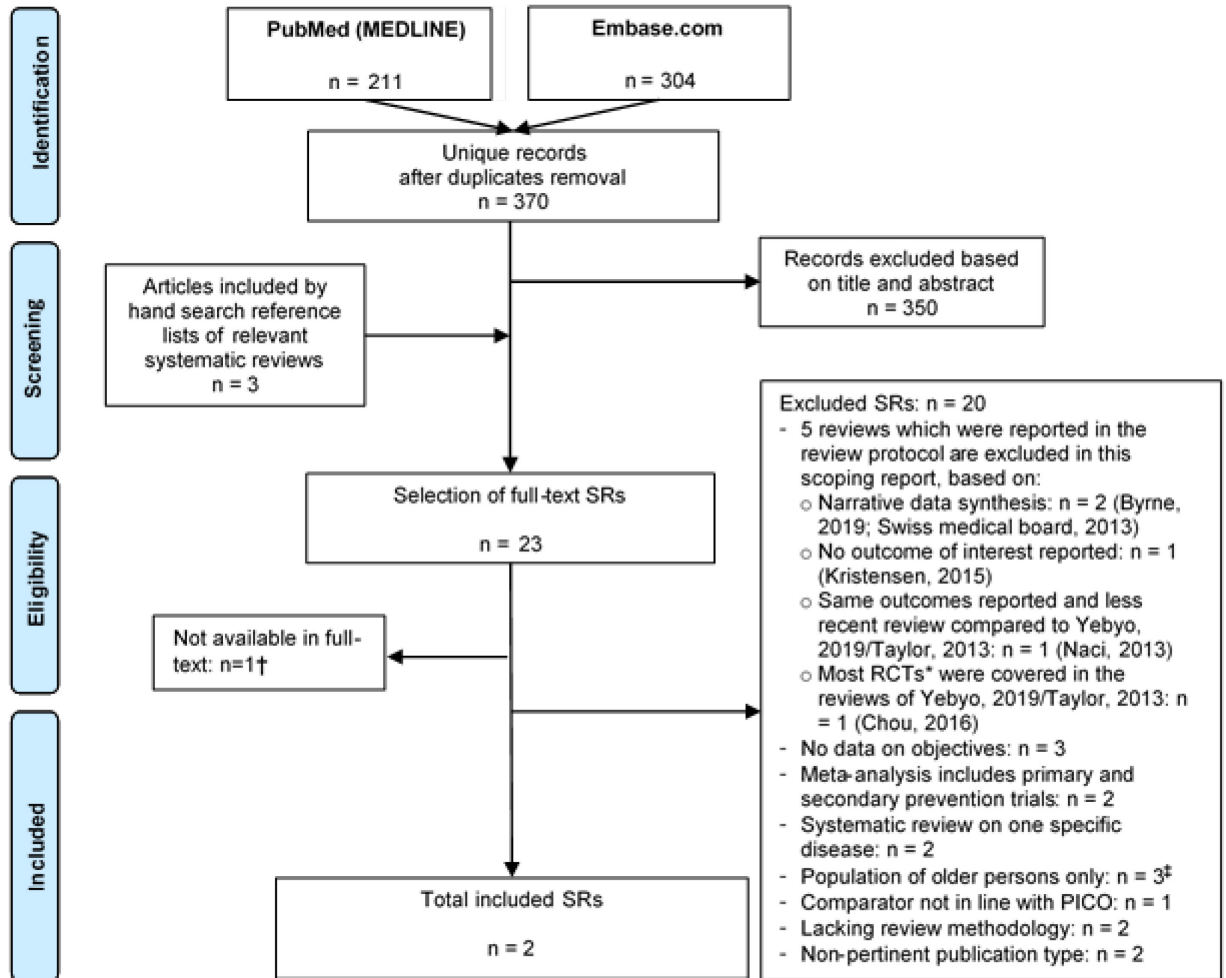 Identification
PubMed (MEDLINE)
n = 211
Embase.com
n = 304
Unique records
after duplicates removal
n = 370
Screening
Articles included by
hand search reference
lists of relevant
systematic reviews
n = 3
Records excluded based
on title and abstract
n = 350
Eligibility
Selection of full-text SRs
n = 23
Not available in full-
text: n=1†
Excluded SRs: n = 20
- 5 reviews which were reported in the
review protocol are excluded in this
scoping report, based on:
o Narrative data synthesis: n = 2 (Byrne,
2019; Swiss medical board, 2013)
o No outcome of interest reported: n = 1
(Kristensen, 2015)
o Same outcomes reported and less
recent review compared to Yebyo,
2019/Taylor, 2013: n = 1 (Naci, 2013)
o Most RCTs* were covered in the
reviews of Yebyo, 2019/Taylor, 2013: n
= 1 (Chou, 2016)
- No data on objectives: n = 3
- Meta-analysis includes primary and
secondary prevention trials: n = 2
- Systematic review on one specific
disease: n = 2
- Population of older persons only: n = 3‡
- Comparator not in line with PICO: n = 1
- Lacking review methodology: n = 2
- Non-pertinent publication type: n = 2
Included
Total included SRs
n = 2